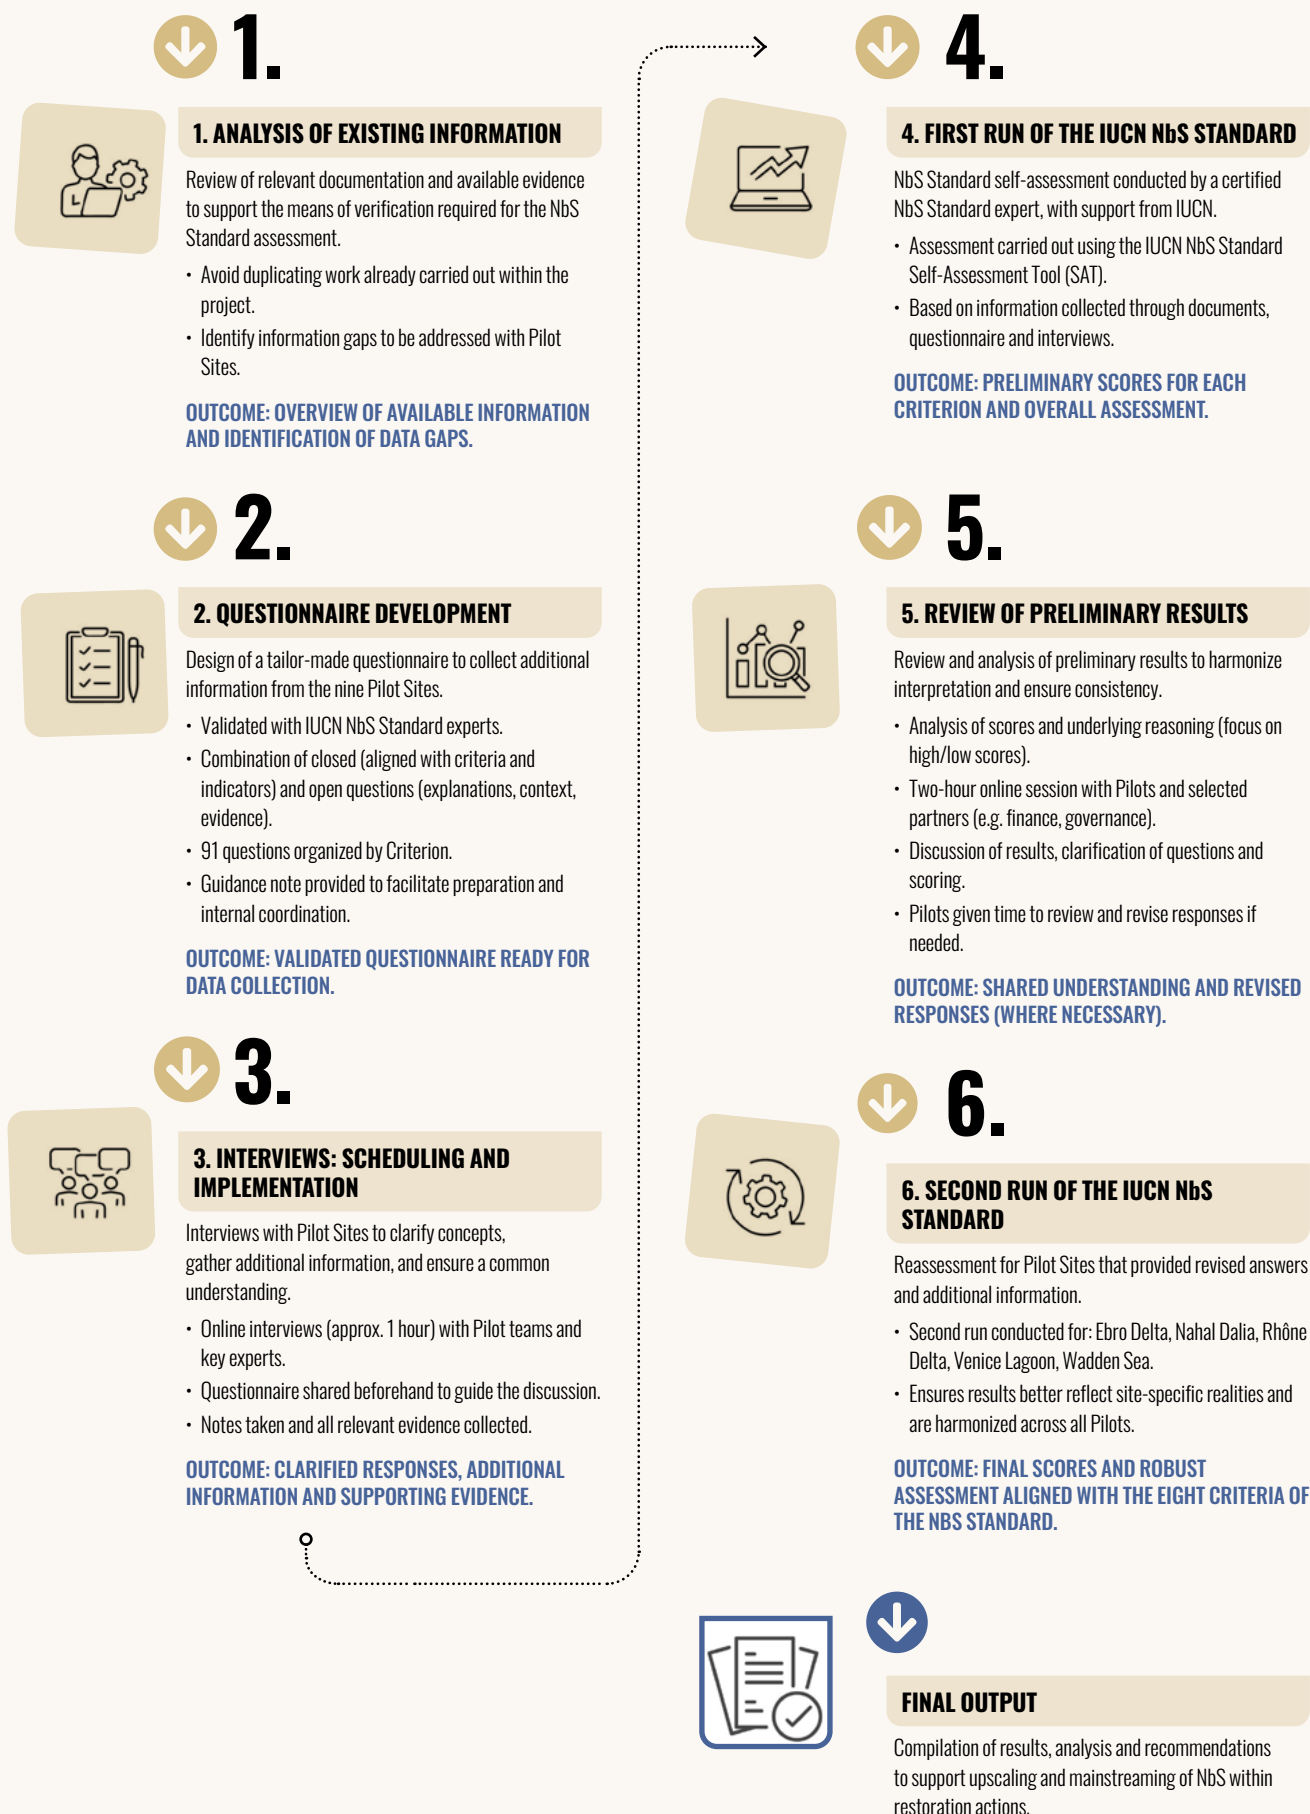 1.
1. ANALYSIS OF EXISTING INFORMATION
Review of relevant documentation and available evidence
to support the means of verification required for the NbS
Standard assessment.
• Avoid duplicating work already carried out within the
project.
• Identify information gaps to be addressed with Pilot
Sites.
OUTCOME: OVERVIEW OF AVAILABLE INFORMATION
AND IDENTIFICATION OF DATA GAPS.
2.
2. QUESTIONNAIRE DEVELOPMENT
Design of a tailor-made questionnaire to collect additional
information from the nine Pilot Sites.
• Validated with IUCN NbS Standard experts.
• Combination of closed (aligned with criteria and
indicators) and open questions (explanations, context,
evidence).
• 91 questions organized by Criterion.
• Guidance note provided to facilitate preparation and
internal coordination.
OUTCOME: VALIDATED QUESTIONNAIRE READY FOR
DATA COLLECTION.
3.
3. INTERVIEWS: SCHEDULING AND
IMPLEMENTATION
Interviews with Pilot Sites to clarify concepts,
gather additional information, and ensure a common
understanding.
• Online interviews (approx. 1 hour) with Pilot teams and
key experts.
• Questionnaire shared beforehand to guide the discussion.
• Notes taken and all relevant evidence collected.
OUTCOME: CLARIFIED RESPONSES, ADDITIONAL
INFORMATION AND SUPPORTING EVIDENCE.
4.
4. FIRST RUN OF THE IUCN NbS STANDARD
NbS Standard self-assessment conducted by a certified
NbS Standard expert, with support from IUCN.
• Assessment carried out using the IUCN NbS Standard
Self-Assessment Tool (SAT).
• Based on information collected through documents,
questionnaire and interviews.
OUTCOME: PRELIMINARY SCORES FOR EACH
CRITERION AND OVERALL ASSESSMENT.
5.
5. REVIEW OF PRELIMINARY RESULTS
Review and analysis of preliminary results to harmonize
interpretation and ensure consistency.
• Analysis of scores and underlying reasoning (focus on
high/low scores).
• Two-hour online session with Pilots and selected
partners (e.g. finance, governance).
• Discussion of results, clarification of questions and
scoring.
• Pilots given time to review and revise responses if
needed.
OUTCOME: SHARED UNDERSTANDING AND REVISED
RESPONSES (WHERE NECESSARY).
6.
6. SECOND RUN OF THE IUCN NbS
STANDARD
Reassessment for Pilot Sites that provided revised answers
and additional information.
• Second run conducted for: Ebro Delta, Nahal Dalia, Rhône
Delta, Venice Lagoon, Wadden Sea.
• Ensures results better reflect site-specific realities and
are harmonized across all Pilots.
OUTCOME: FINAL SCORES AND ROBUST
ASSESSMENT ALIGNED WITH THE EIGHT CRITERIA OF
THE NBS STANDARD.
FINAL OUTPUT
Compilation of results, analysis and recommendations
to support upscaling and mainstreaming of NbS within
restoration actions.